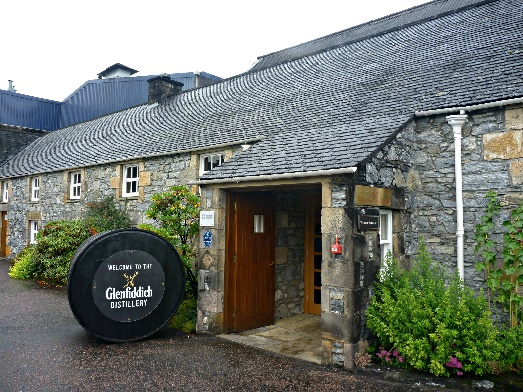 WELCOME TO THE
Glenfiddich
DISTILLERY